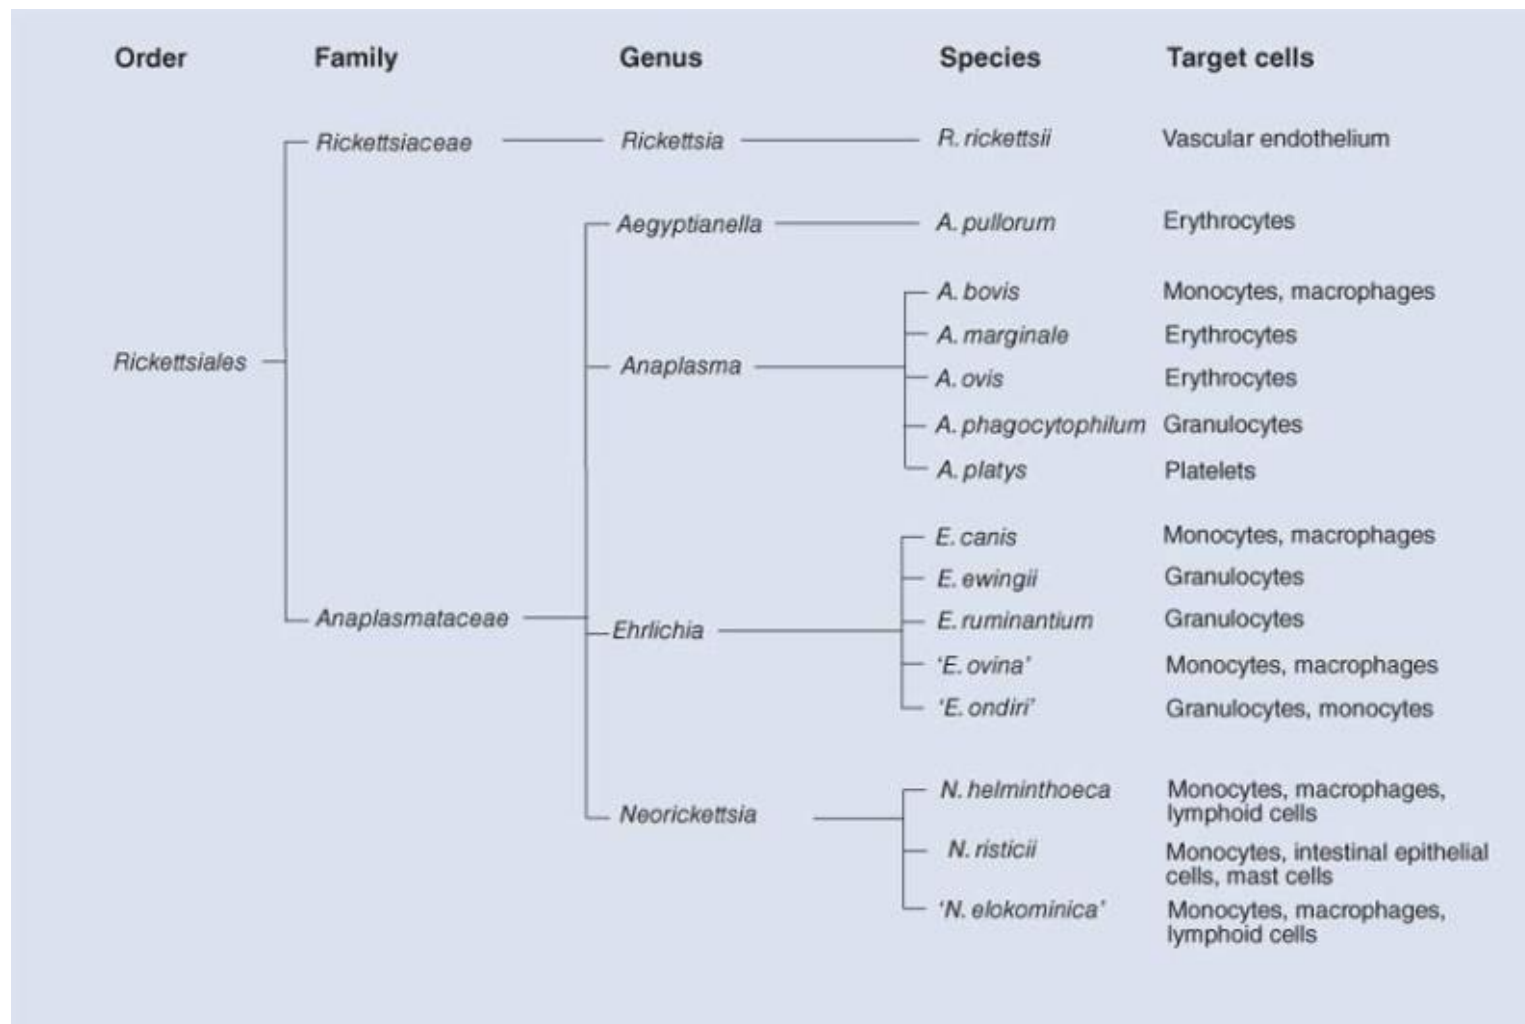 Order Family Genus Species Target cells
Rickettsiaceae Rickettsia R. rickettsii Vascular endothelium
Aegyptianella A. pullorum Erythrocytes
A. bovis Monocytes, macrophages
A. marginale Erythrocytes
Rickettsiales Anaplasma A. ovis Erythrocytes
A. phagocytophilum Granulocytes
A. platys Platelets
E. canis Monocytes, macrophages
E. ewingii Granulocytes
Anaplasmataceae Ehrlichia E. ruminantium Granulocytes
‘E. ovina’ Monocytes, macrophages
‘E. ondiri’ Granulocytes, monocytes
N. helminthoeca Monocytes, macrophages,
lymphoid cells
Neorickettsia N. risticii Monocytes, intestinal epithelial
cells, mast cells
‘N. elokominica’ Monocytes, macrophages,
lymphoid cells